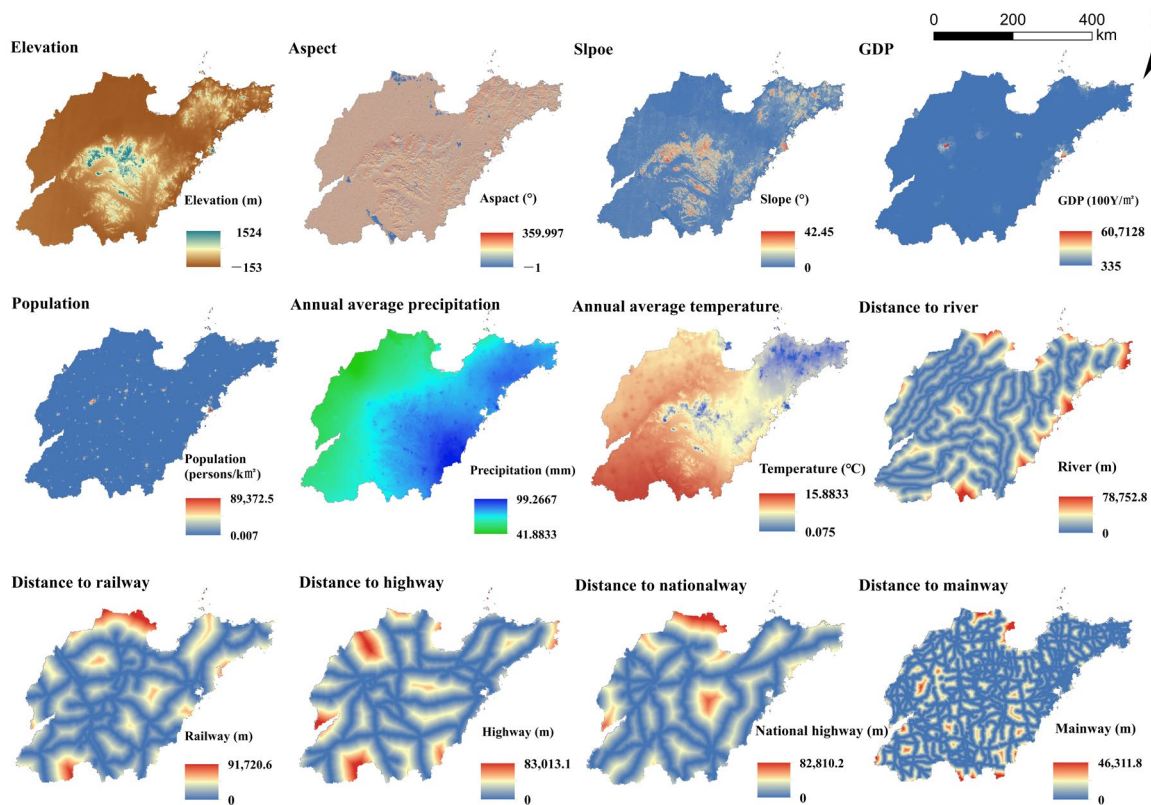 0 200 400
km
Elevation
Aspect
Slpoe
GDP
Elevation (m)
1524
－153
Aspact (°)
359.997
－1
Slope (°)
42.45
0
GDP (100Y/㎡)
60,7128
335
Population
Annual average precipitation
Annual average temperature
Distance to river
Population
(persons/k㎡)
89,372.5
0.007
Precipitation (mm)
99.2667
41.8833
Temperature (℃)
15.8833
0.075
River (m)
78,752.8
0
Distance to railway
Distance to highway
Distance to nationalway
Distance to mainway
Railway (m)
91,720.6
0
Highway (m)
83,013.1
0
National highway (m)
82,810.2
0
Mainway (m)
46,311.8
0